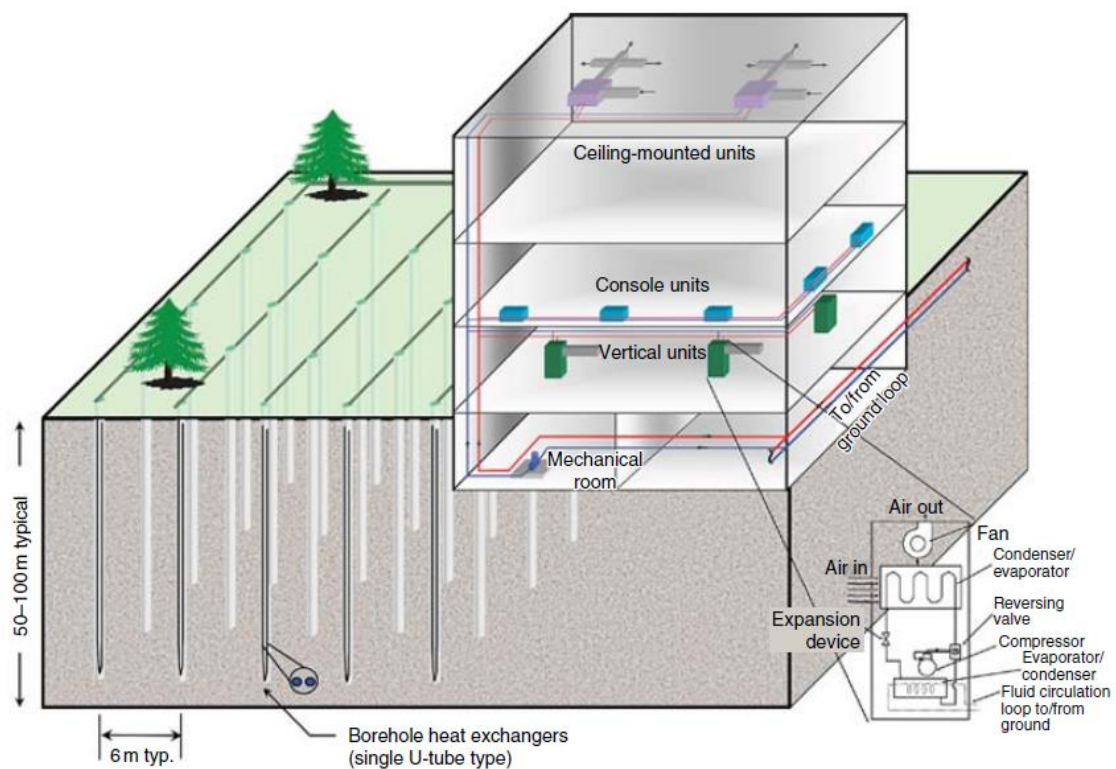 Ceiling-mounted units
Console units
Vertical units
To/from
ground loop
Mechanical
room
50–100 m typical
Air out
Fan
Condenser/
evaporator
Air in
Reversing
valve
Expansion
device
Compressor
Evaporator/
condenser
Fluid circulation
loop to/from
ground
6 m typ.
Borehole heat exchangers
(single U-tube type)